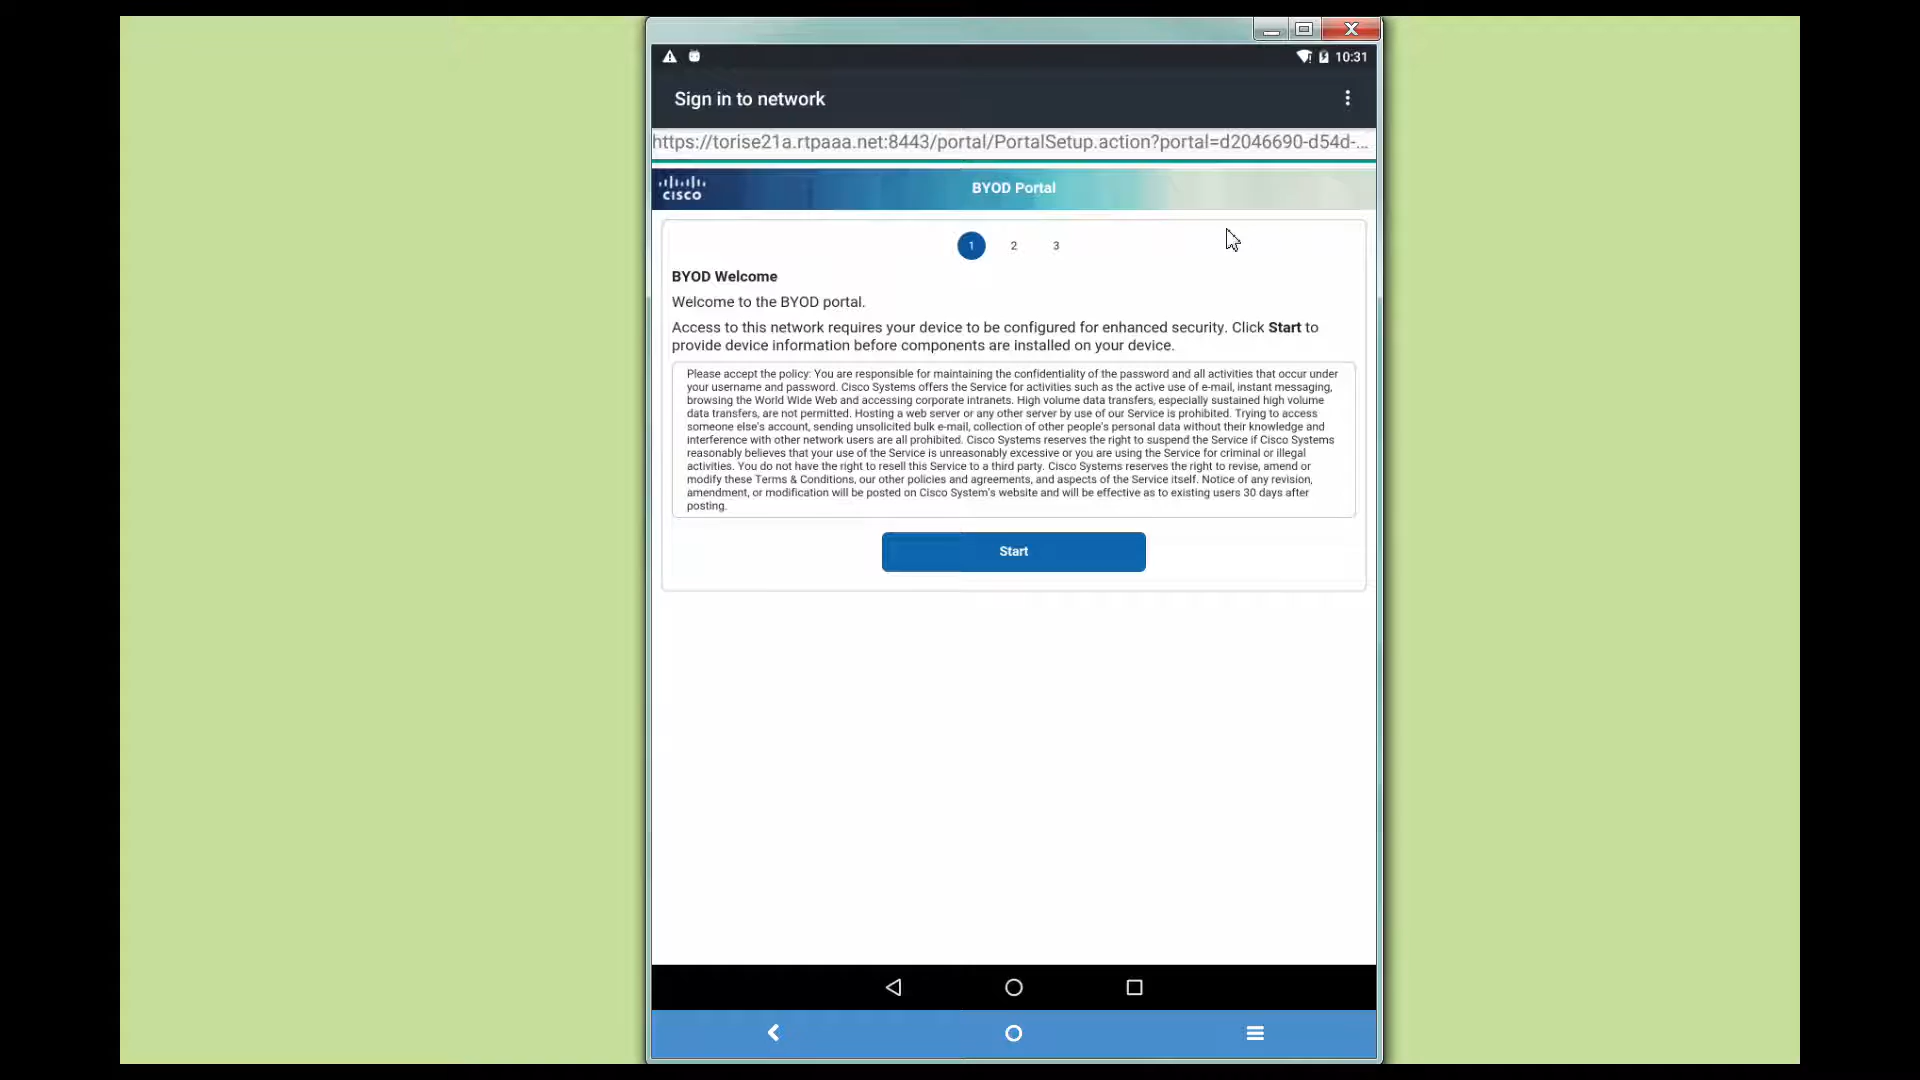 10:31
Sign in to network
https://torise21a.rtpaaa.net:8443/portal/PortalSetup.action?portal=d2046690-d54d-...
CISCO
BYOD Portal
1 2 3
BYOD Welcome
Welcome to the BYOD portal.
Access to this network requires your device to be configured for enhanced security. Click Start to
provide device information before components are installed on your device.
Please accept the policy: You are responsible for maintaining the confidentiality of the password and all activities that occur under
your username and password. Cisco Systems offers the Service for activities such as the active use of e-mail, instant messaging,
browsing the World Wide Web and accessing corporate intranets. High volume data transfers, especially sustained high volume
data transfers, are not permitted. Hosting a web server or any other server by use of our Service is prohibited. Trying to access
someone else's account, sending unsolicited bulk e-mail, collection of other people's personal data without their knowledge and
interference with other network users are all prohibited. Cisco Systems reserves the right to suspend the Service if Cisco Systems
reasonably believes that your use of the Service is unreasonably excessive or you are using the Service for criminal or illegal
activities. You do not have the right to resell this Service to a third party. Cisco Systems reserves the right to revise, amend or
modify these Terms & Conditions, our other policies and agreements, and aspects of the Service itself. Notice of any revision,
amendment, or modification will be posted on Cisco System's website and will be effective as to existing users 30 days after
posting.
Start